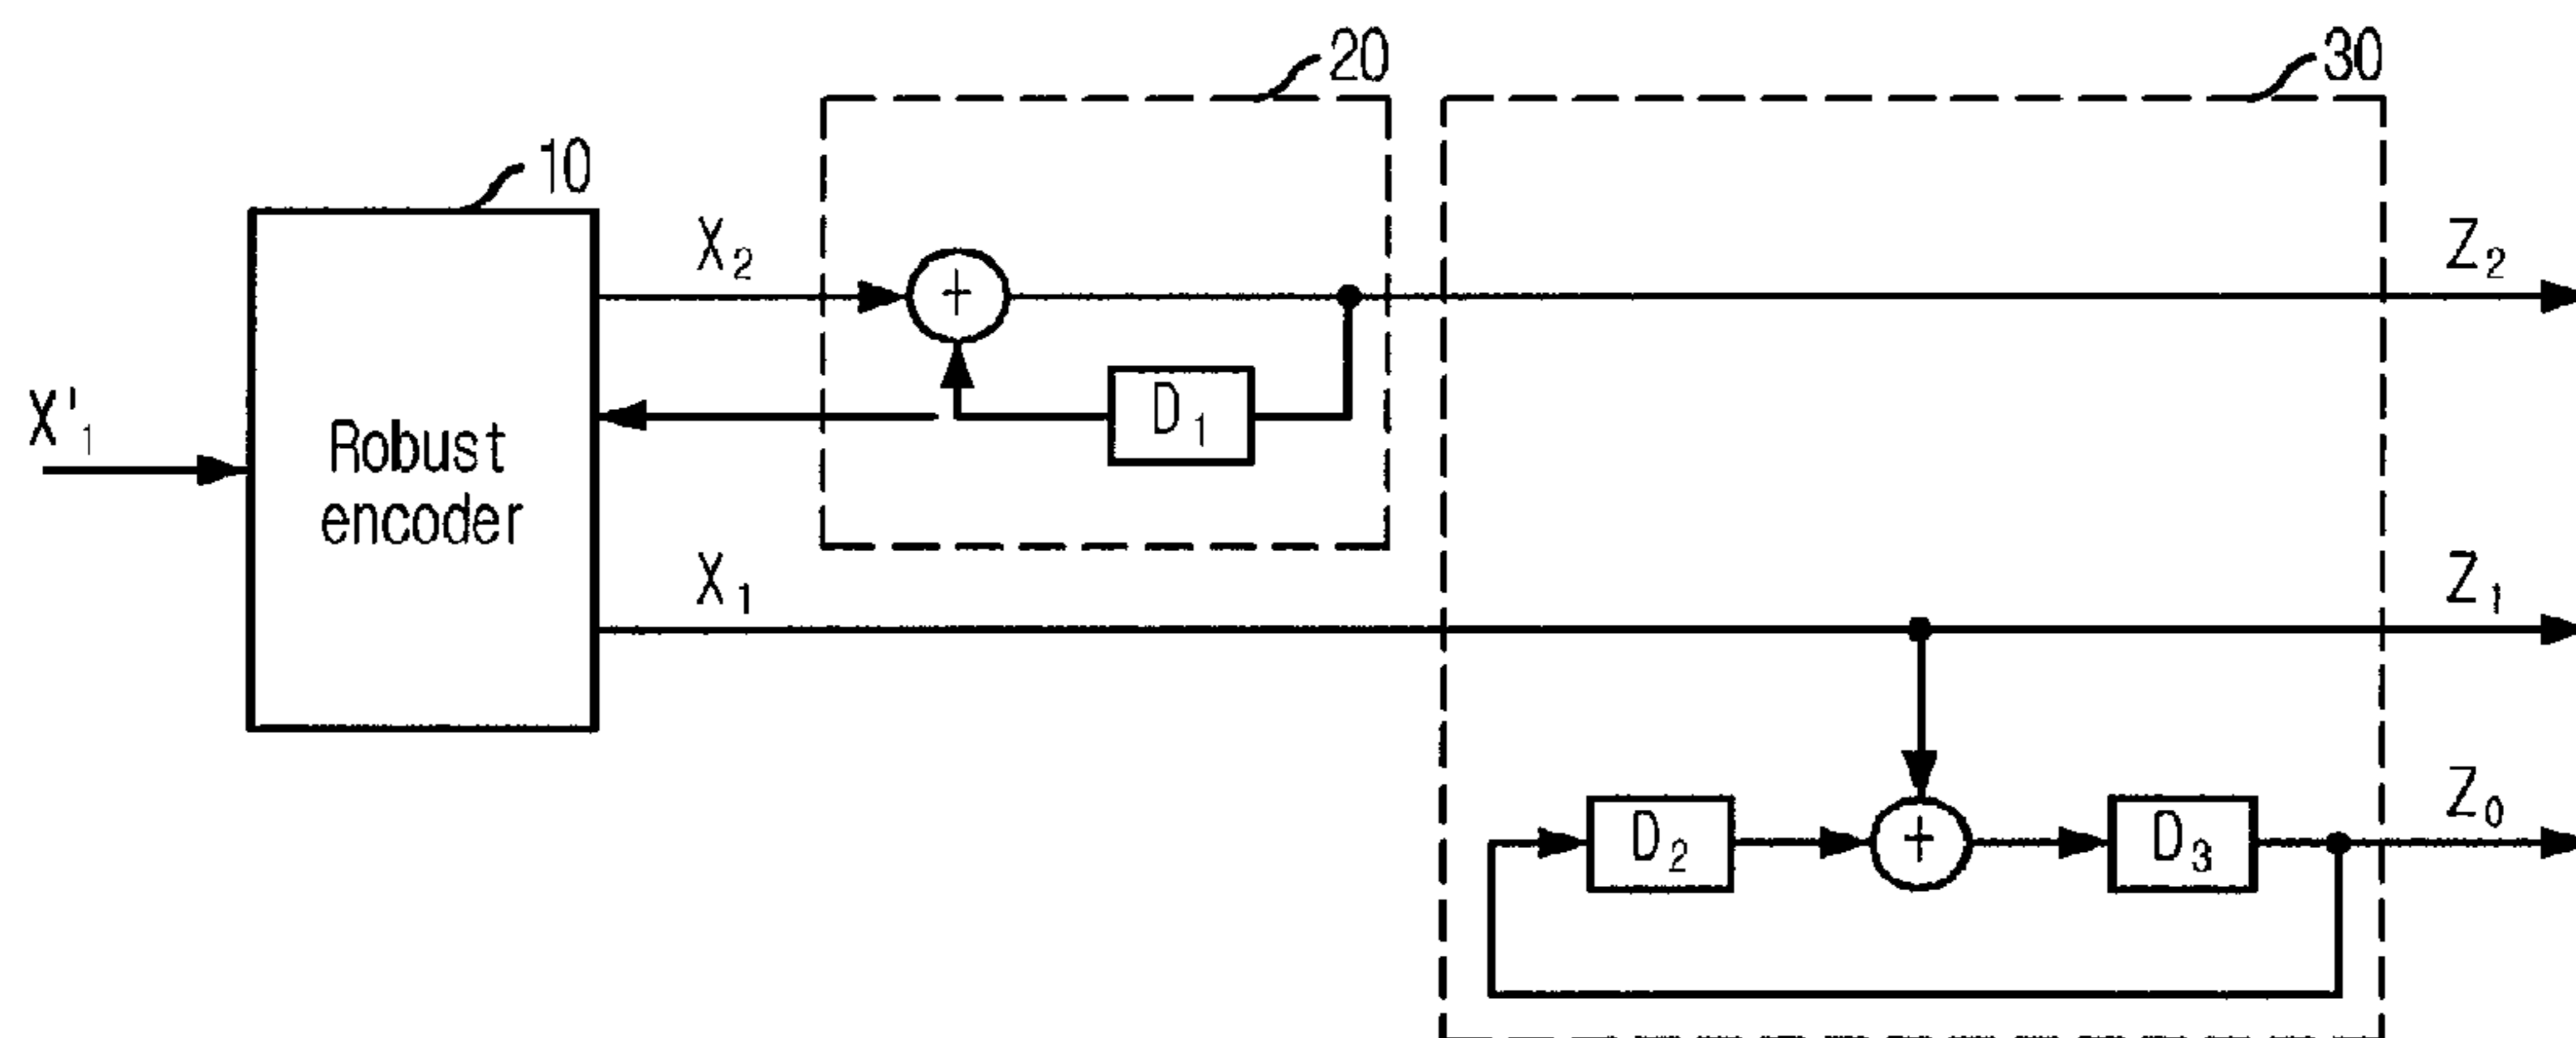 20
30
10
X₂
Z₂
+
D₁
X'₁
Robust
encoder
X₁
Z₁
Z₀
D₂
+
D₃